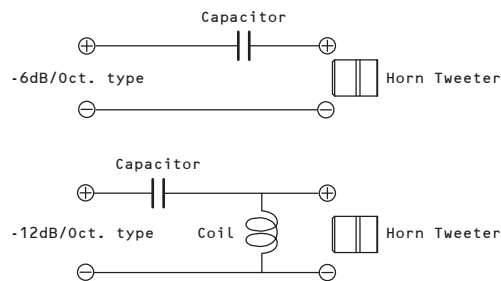 Capacitor
-6dB/Oct. type
Horn Tweeter
Capacitor
-12dB/Oct. type
Coil
Horn Tweeter